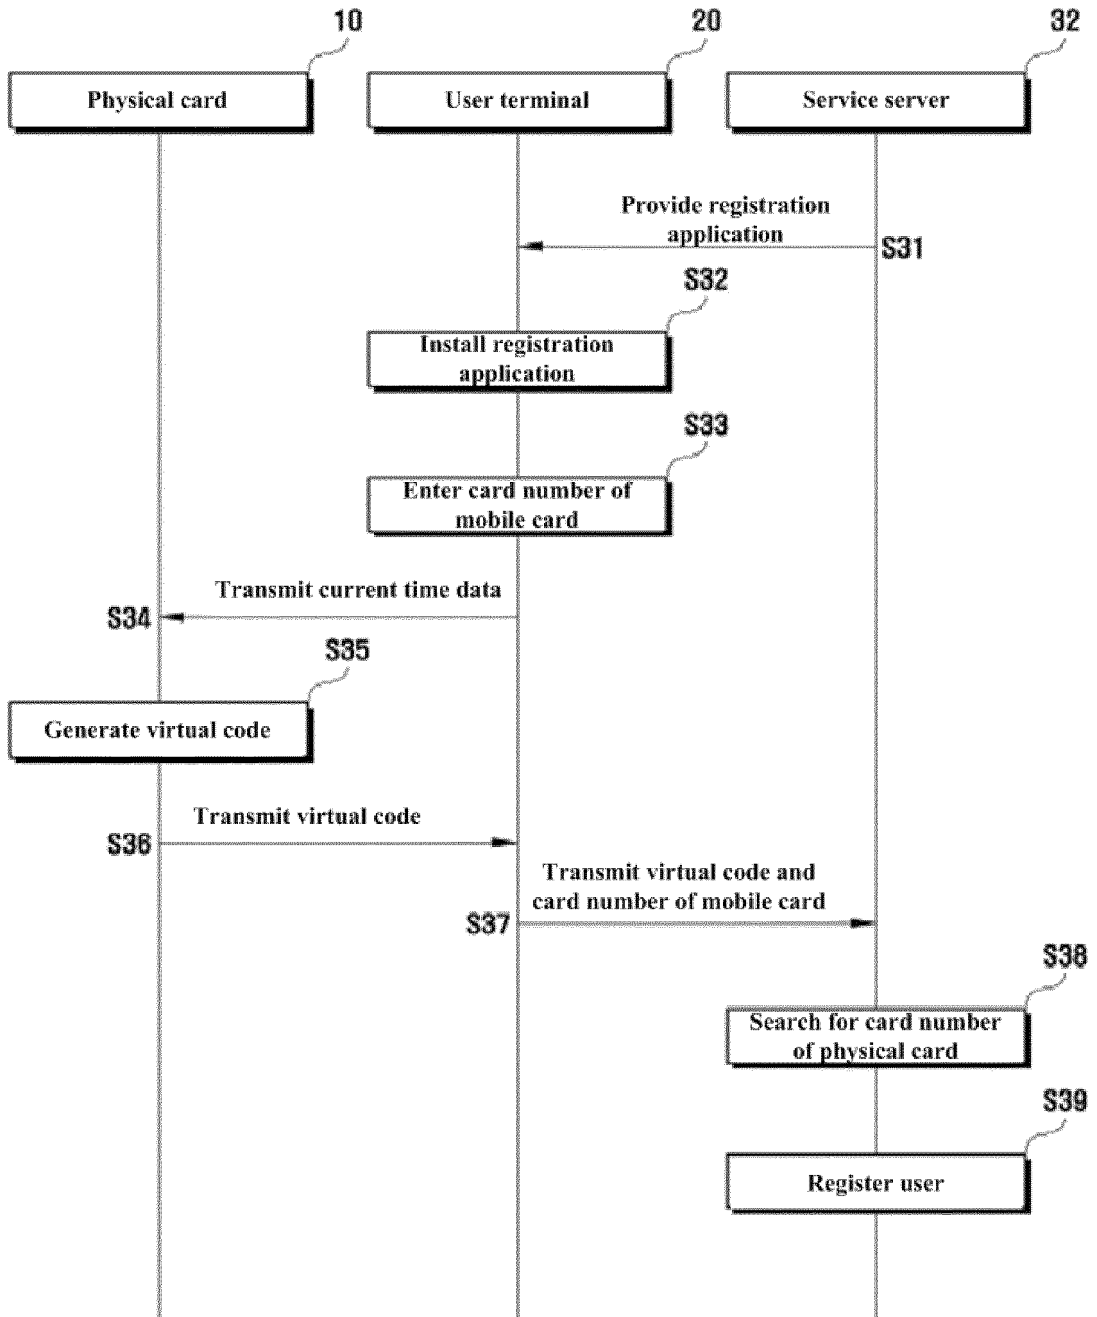 10
20
32
Physical card
User terminal
Service server
Provide registration
application
S31
S32
Install registration
application
S33
Enter card number of
mobile card
Transmit current time data
S34
S35
Generate virtual code
Transmit virtual code
S36
Transmit virtual code and
card number of mobile card
S37
S38
Search for card number
of physical card
S39
Register user